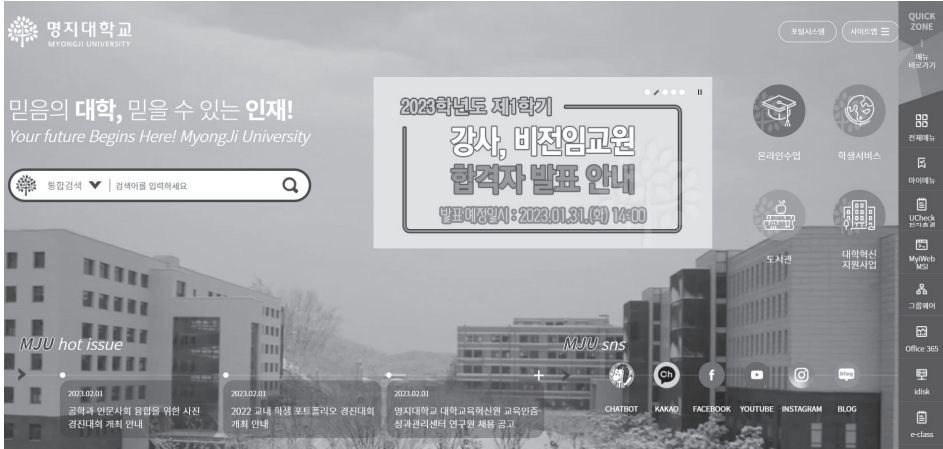 명지대학교
MYONGJI UNIVERSITY
포털시스템
사이트맵
QUICK
ZONE
메뉴
바로가기
믿음의 대학, 믿을 수 있는 인재!
Your future Begins Here! MyongJi University
통합검색
검색어를 입력하세요
2023학년도 제1학기
강사, 비전임교원
합격자 발표 안내
발표예정일시 : 2023.01.31.(화) 14:00
온라인수업
학생서비스
도서관
대학혁신
지원사업
전체메뉴
마이메뉴
UCheck
전자출결
MyiWeb
MSI
그룹웨어
Office 365
idisk
e-class
MJU hot issue
2023.02.01
공학과 인문사회 융합을 위한 사진
경진대회 개최 안내
2023.02.01
2022 교내 학생 포트폴리오 경진대회
개최 안내
2023.02.01
명지대학교 대학교육혁신원 교육인증·
성과관리센터 연구원 채용 공고
MJU sns
Ch
f
blog
CHATBOT
KAKAO
FACEBOOK
YOUTUBE
INSTAGRAM
BLOG